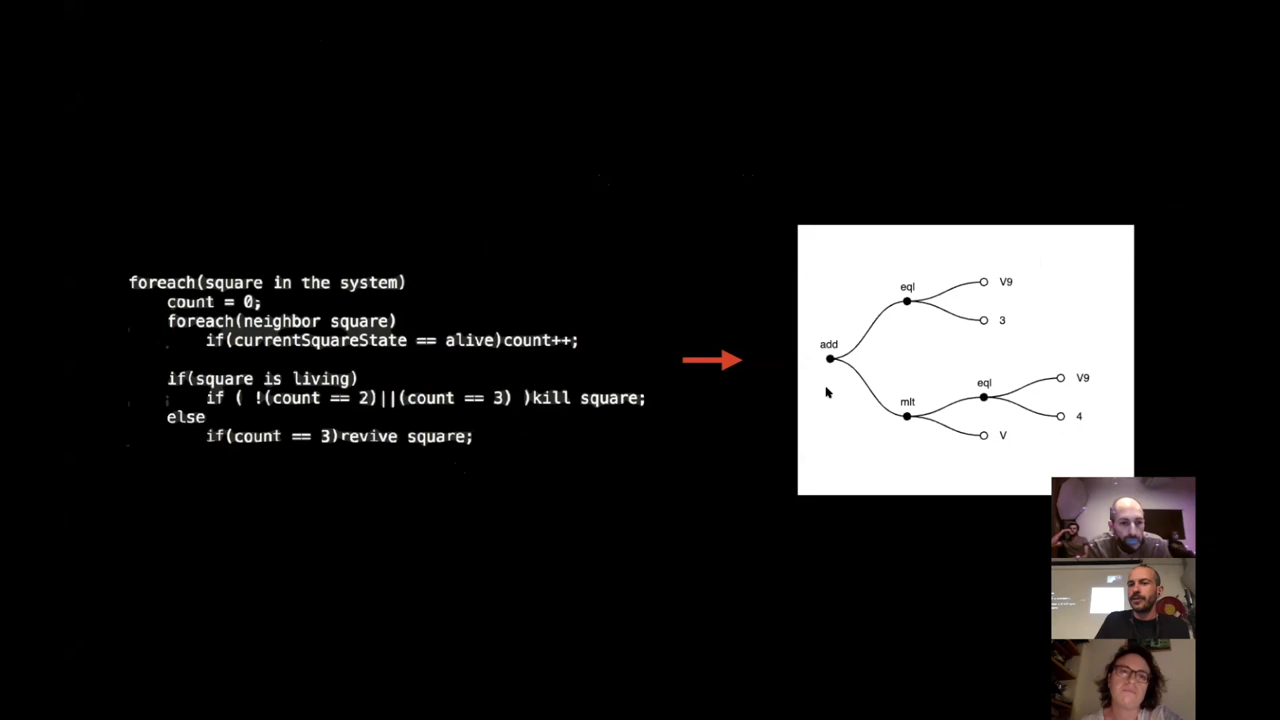 foreach(square in the system)
count = 0;
foreach(neighbor square)
if(currentSquareState == alive)count++;
if(square is living)
if ( !(count == 2)||(count == 3) )kill square;
else
if(count == 3)revive square;
eql
V9
3
add
eql
V9
mlt
4
V